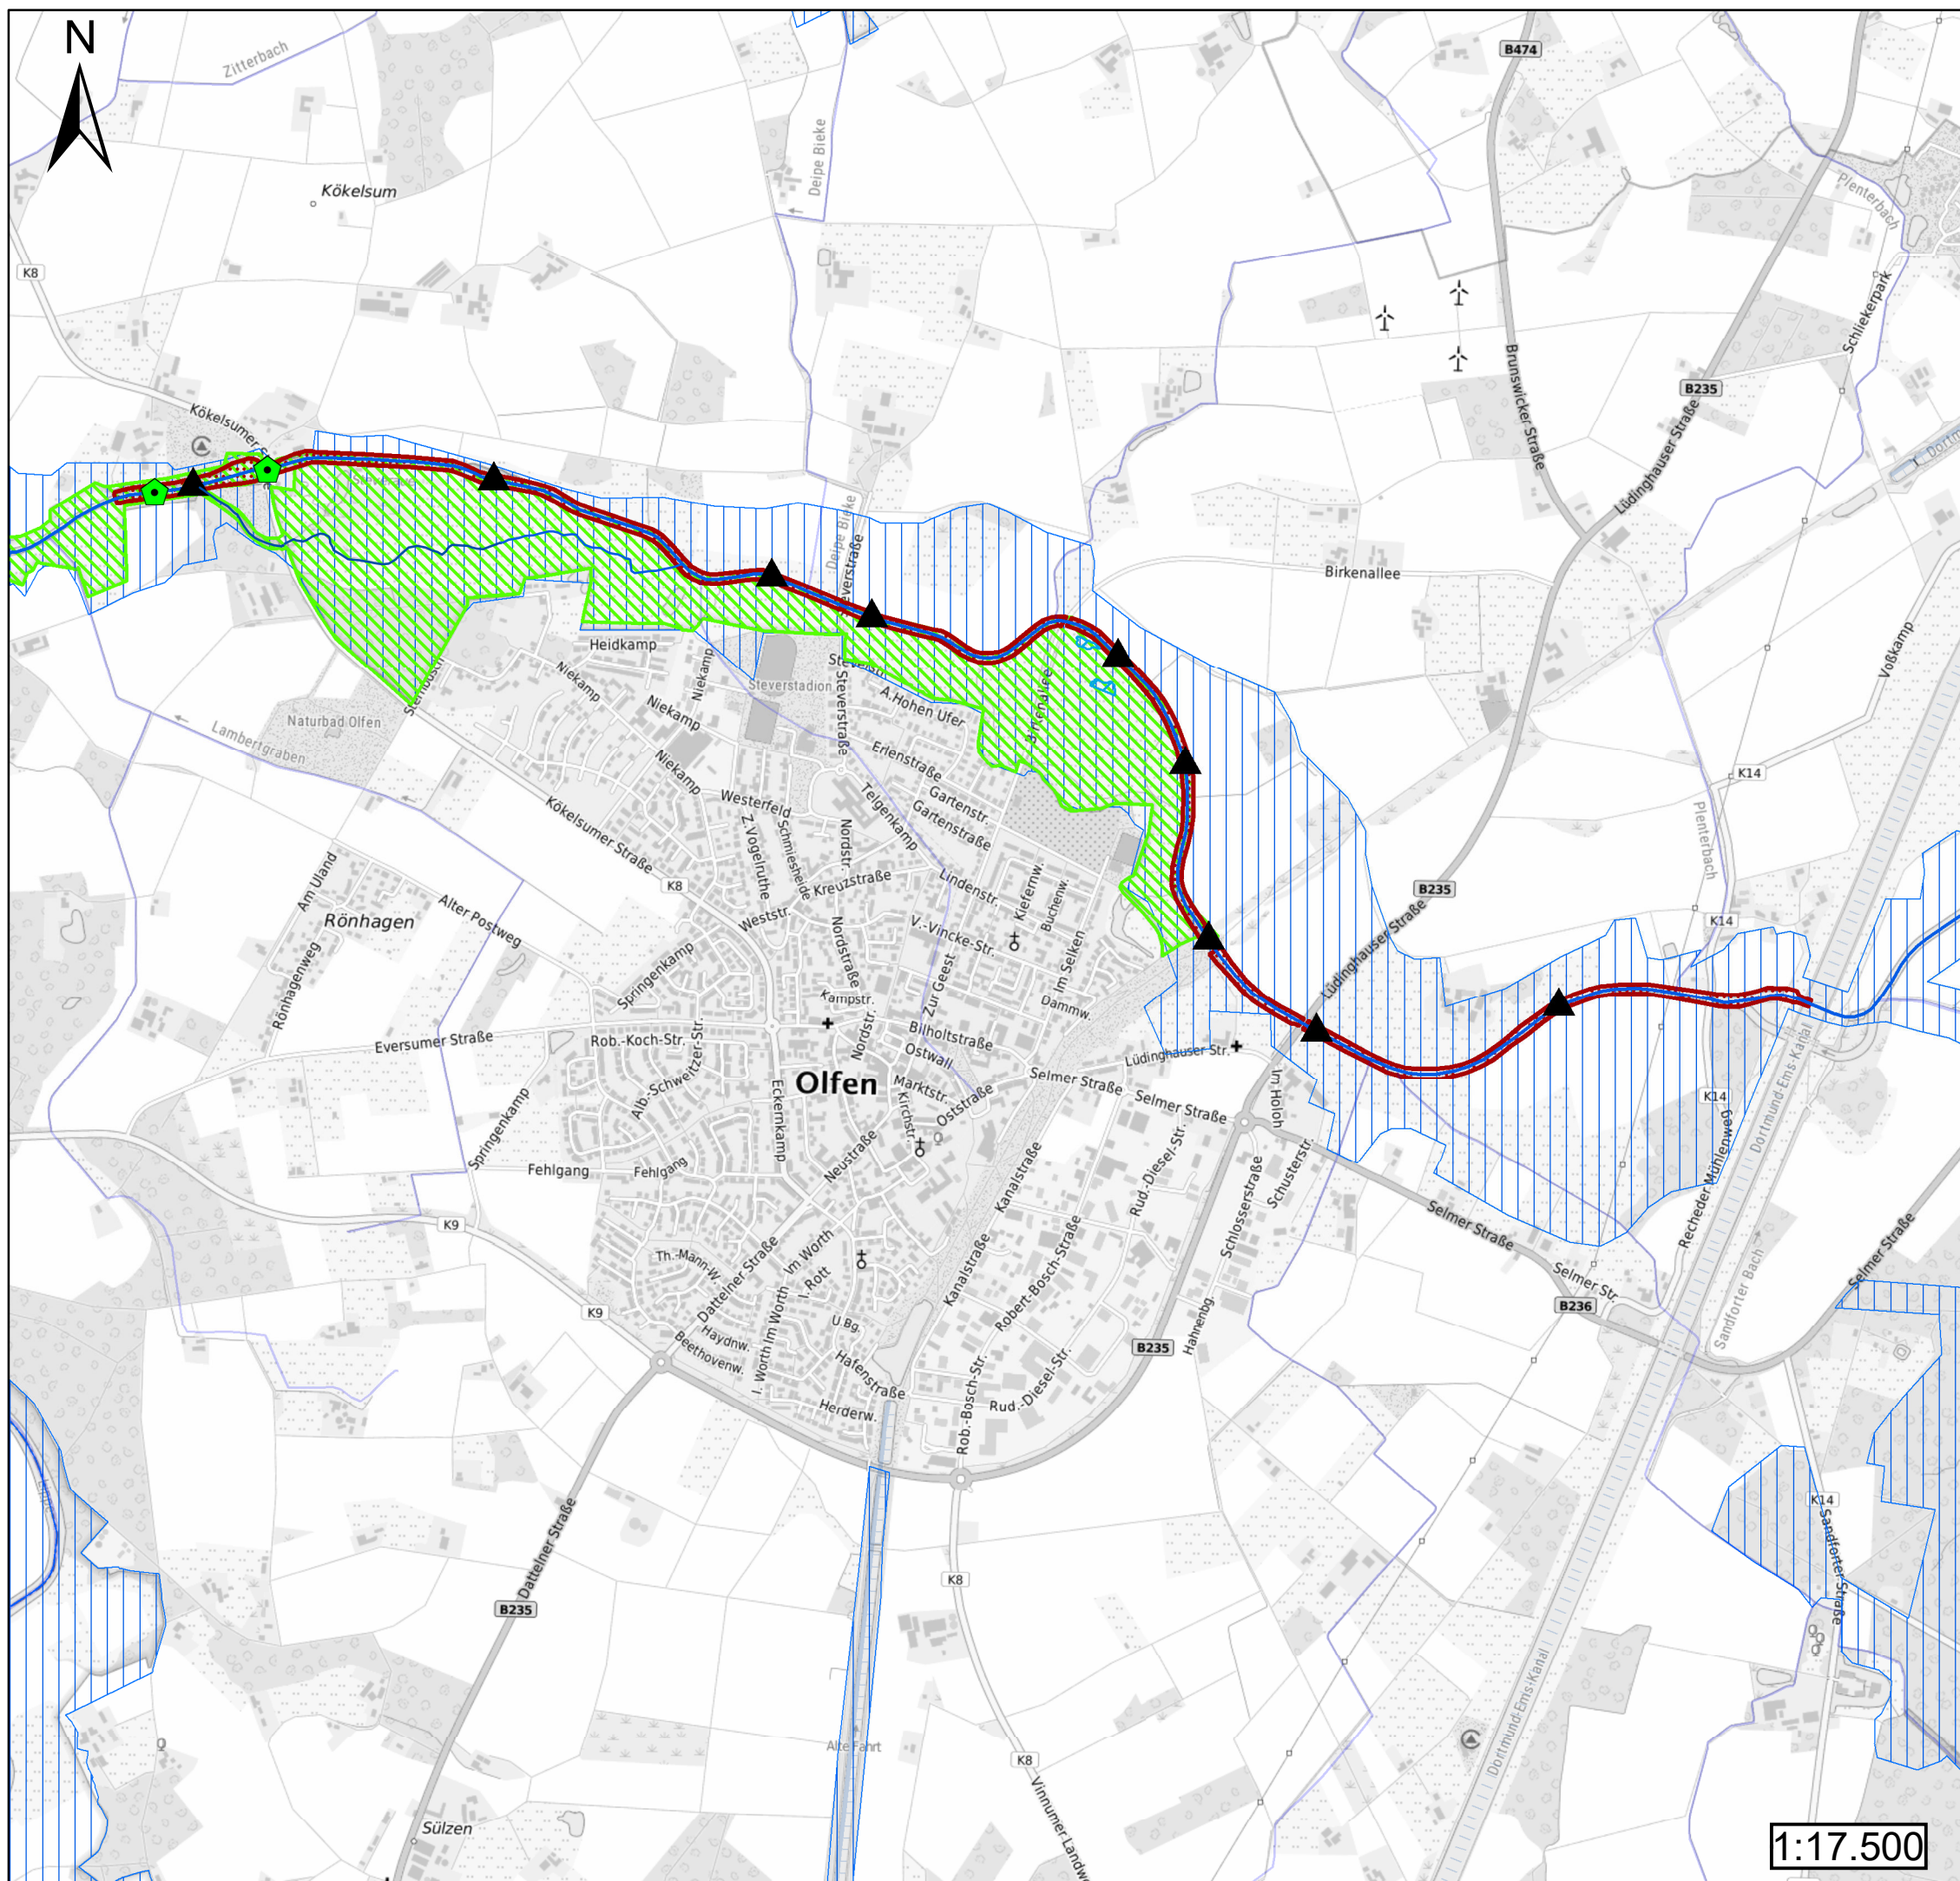 N
B474
Zitterbach
Deipe Bieke
Kökelsum
Plenterbach
K8
Schliekerpark
Brunswicker Straße
B235
Lüdinghauser Straße
Deipe Bieke
Birkenallee
Voßkamp
Heidkamp
Niekamp
Niekamp
Steverstadion
Birkenallee
Naturbad Olfen
Niekamp
A.Hohen Ufer
Steverstraße
Lambertgraben
Erlenstraße
Niekamp
K14
Westerfeld
Telgenkamp
Gartenstr.
Gartenstraße
Kökelsumer Straße
Z.Vogelruthe
Schmiesheide
Nordstr.
Plenterbach
Am Uland
K8
Kreuzstraße
Lindenstr.
Kiefernw.
Buchenw.
B235
Rönhagen
Alter Postweg
Weststr.
Nordstraße
V.-Vincke-Str.
K14
Lüdinghauser Straße
Im Selken
Rönhagenweg
Springenkamp
Zur Geest
Kampstr.
Dammw.
Eversumer Straße
Rob.-Koch-Str.
Nordstr.
Bilholtstraße
Ostwall
Lüdinghauser Str.
Alb.-Schweitzer-Str.
Olfen
Marktstr.
Selmer Straße
Im Holoh
Dortmund-Ems-Kanal
K14
Kirchstr.
Oststraße
Selmer Straße
Eckernkamp
Springenkamp
Fehlgang
Fehlgang
Neustraße
Kanalstraße
Rud.-Diesel-Str.
Schusterstr.
Schlosserstraße
Recheder Mühlenweg
K9
Selmer Straße
Selmer Straße
Th.-Mann-W.
Datteln­er Straße
Im Worth
I. Rott
Kanalstraße
Robert-Bosch-Straße
Sandforter Bach
Selmer Str.
K9
Im Worth
U.Bg.
Hahnenbg.
B236
Haydnw.
Beethovenw.
I. Worth
Hafenstraße
B235
Herderw.
Rob.-Bosch-Str.
Rud.-Diesel-Str.
Lippe
K14
Dattelner Straße
Sandforter Straße
K8
B235
Dortmund-Ems-Kanal
Alte Fahrt
K8
Vinnumer Landw
Sülzen
1:17.500